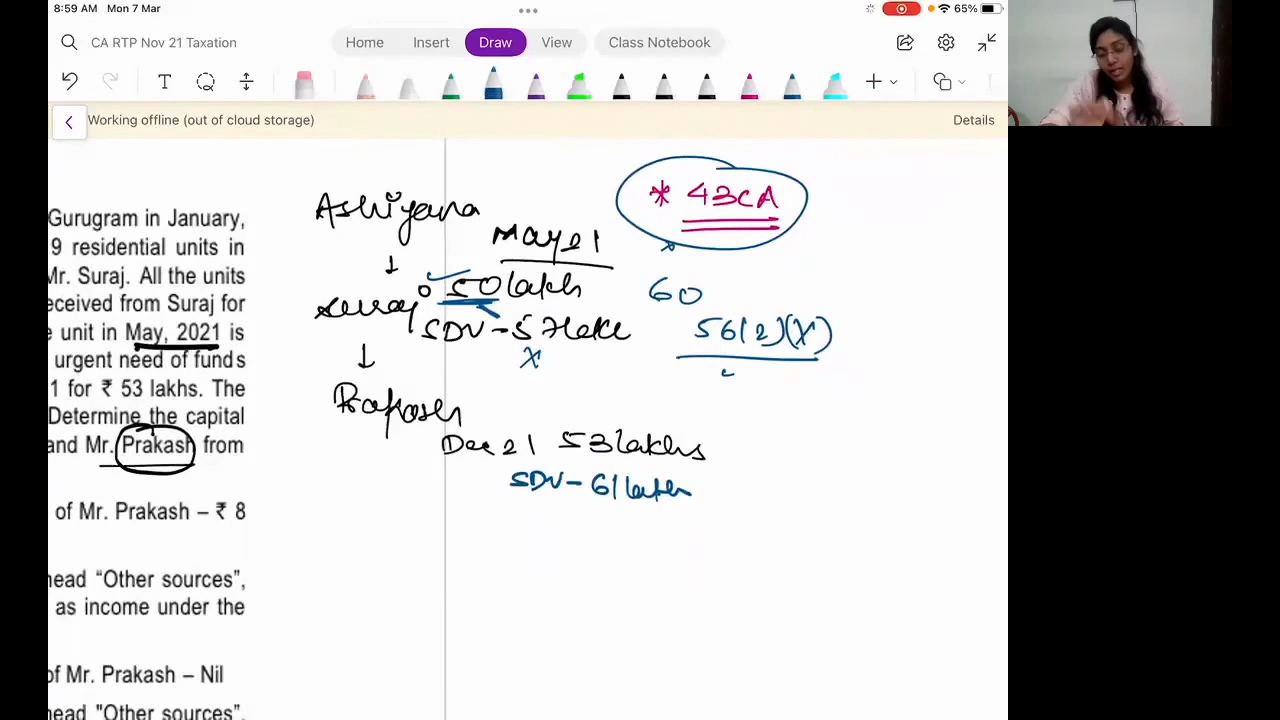 8:59 AM Mon 7 Mar
65%
CA RTP Nov 21 Taxation
Home Insert Draw View Class Notebook
Working offline (out of cloud storage)
Details
Gurugram in January,
9 residential units in
Mr. Suraj. All the units
eceived from Suraj for
e unit in May, 2021 is
urgent need of funds
1 for ₹ 53 lakhs. The
Determine the capital
and Mr. Prakash from
of Mr. Prakash – ₹ 8
head “Other sources”,
as income under the
of Mr. Prakash – Nil
head "Other sources",
Ashiyana
May 21
* 43CA
↓
50 lakh
60
Suraj
SDV - 57 lakh
56(2)(X)
↓
X
Prakash
Dec 21 53 lakhs
SDV - 61 lakh